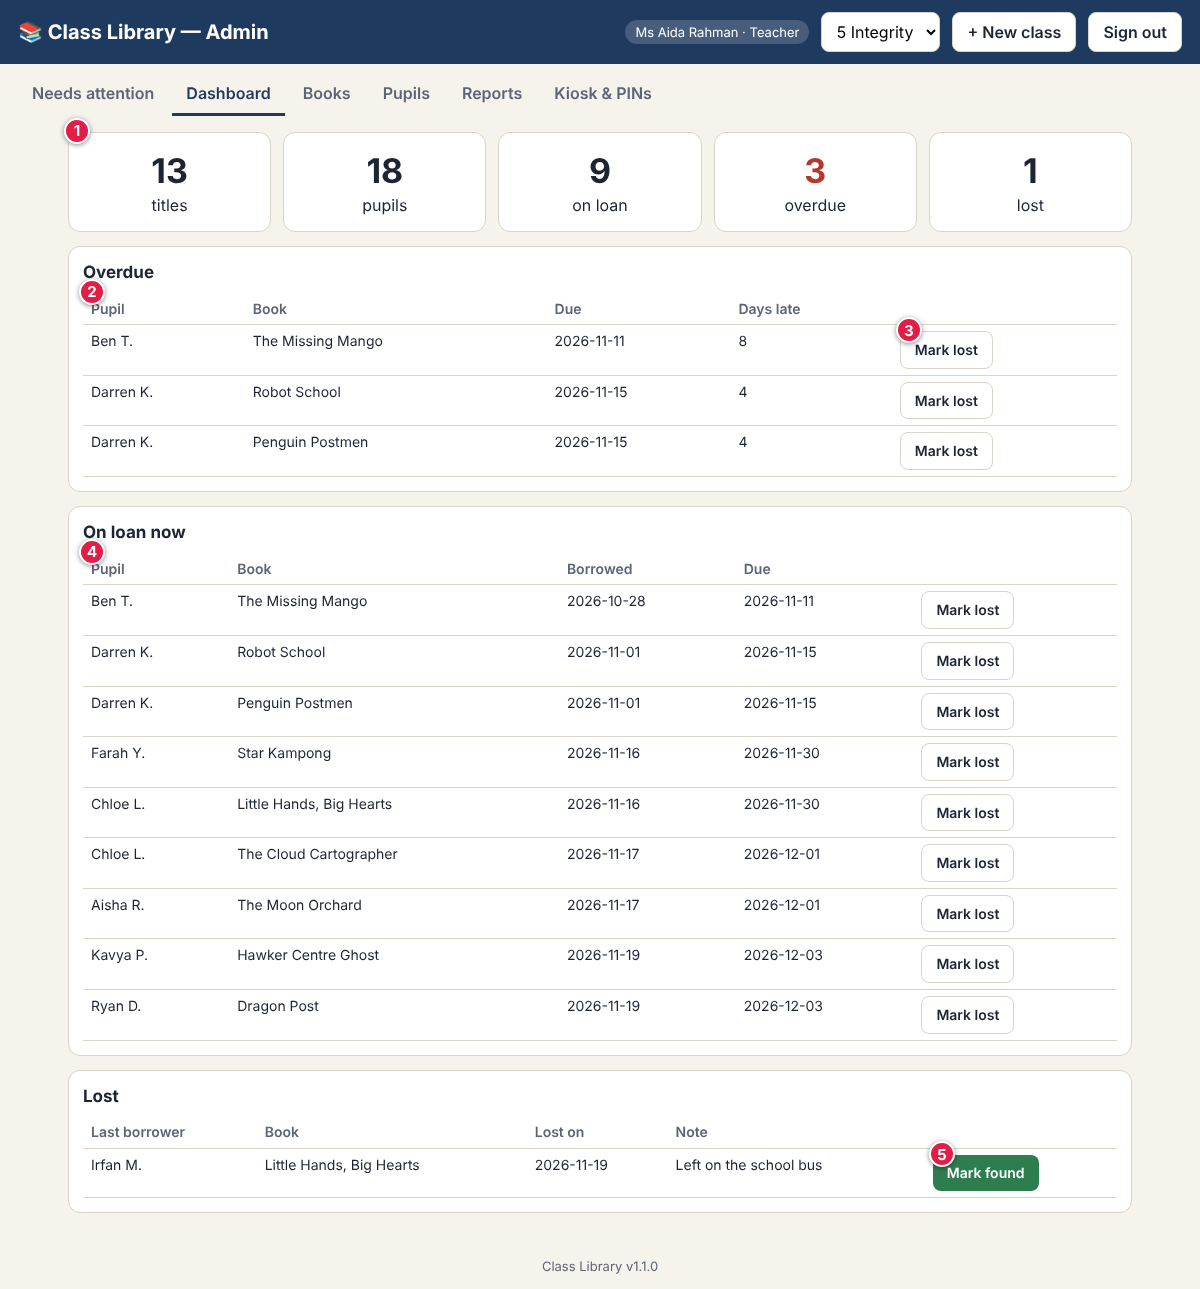 📚 Class Library — Admin
Ms Aida Rahman · Teacher
5 Integrity
+ New class
Sign out
Needs attention Dashboard Books Pupils Reports Kiosk & PINs
1
13 18 9 3 1
titles pupils on loan overdue lost
Overdue
2
Pupil Book Due Days late
3
Ben T. The Missing Mango 2026-11-11 8 Mark lost
Darren K. Robot School 2026-11-15 4 Mark lost
Darren K. Penguin Postmen 2026-11-15 4 Mark lost
On loan now
4
Pupil Book Borrowed Due
Ben T. The Missing Mango 2026-10-28 2026-11-11 Mark lost
Darren K. Robot School 2026-11-01 2026-11-15 Mark lost
Darren K. Penguin Postmen 2026-11-01 2026-11-15 Mark lost
Farah Y. Star Kampong 2026-11-16 2026-11-30 Mark lost
Chloe L. Little Hands, Big Hearts 2026-11-16 2026-11-30 Mark lost
Chloe L. The Cloud Cartographer 2026-11-17 2026-12-01 Mark lost
Aisha R. The Moon Orchard 2026-11-17 2026-12-01 Mark lost
Kavya P. Hawker Centre Ghost 2026-11-19 2026-12-03 Mark lost
Ryan D. Dragon Post 2026-11-19 2026-12-03 Mark lost
Lost
Last borrower Book Lost on Note
5
Irfan M. Little Hands, Big Hearts 2026-11-19 Left on the school bus Mark found
Class Library v1.1.0